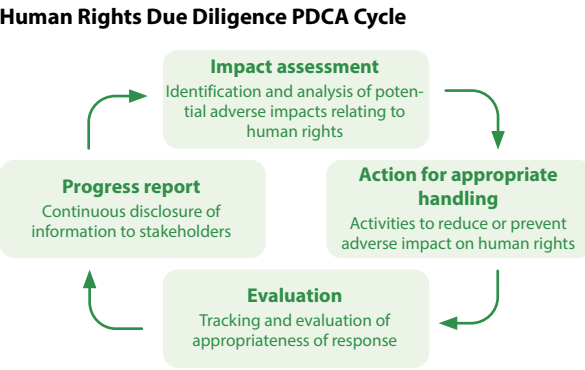 Human Rights Due Diligence PDCA Cycle
Impact assessment
Identification and analysis of poten-
tial adverse impacts relating to
human rights
Action for appropriate
handling
Activities to reduce or prevent
adverse impact on human rights
Evaluation
Tracking and evaluation of
appropriateness of response
Progress report
Continuous disclosure of
information to stakeholders